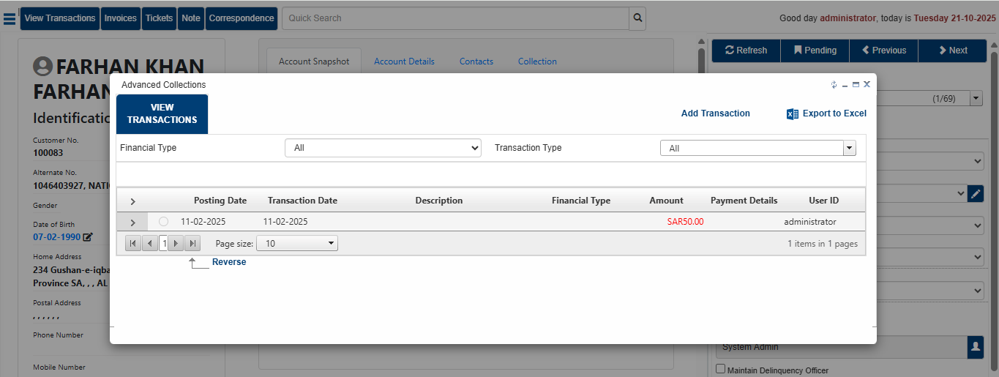 View Transactions Invoices Tickets Note Correspondence Quick Search Good day administrator, today is Tuesday 21-10-2025
FARHAN KHAN
FARHAN
Identificatio
Customer No.
100083
Alternate No.
1046403927, NATI
Gender
Date of Birth
07-02-1990
Home Address
234 Gushan-e-iqba
Province SA, , , AL
Postal Address
, , , , , ,
Phone Number
Mobile Number
Account Snapshot Account Details Contacts Collection
Advanced Collections
VIEW
TRANSACTIONS
Add Transaction Export to Excel
Financial Type All Transaction Type All
Posting Date Transaction Date Description Financial Type Amount Payment Details User ID
11-02-2025 11-02-2025 SAR50.00 administrator
1 Page size: 10 1 items in 1 pages
Reverse
Refresh Pending Previous Next
(1/69)
System Admin
Maintain Delinquency Officer